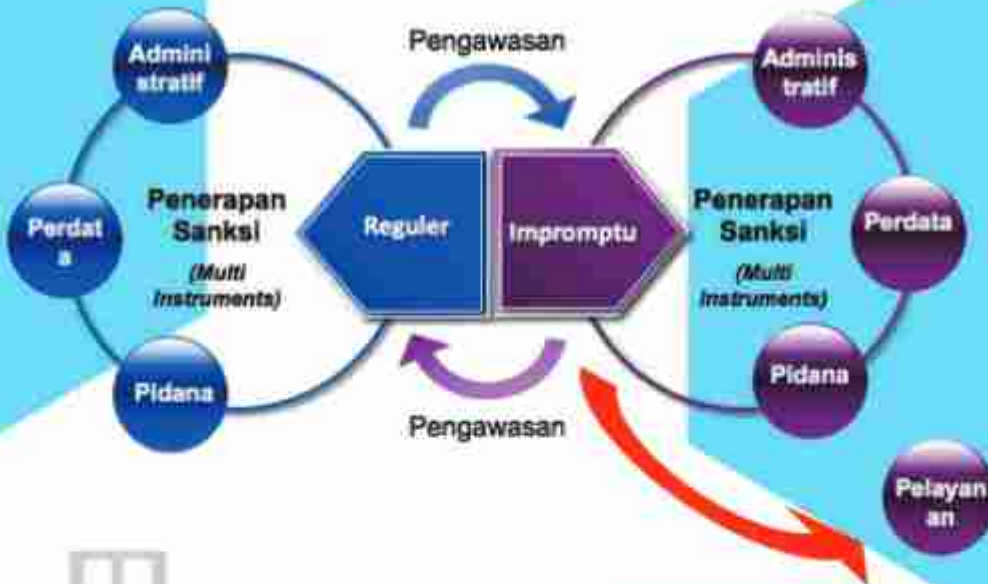 Pengawasan
Admini
stratif
Perdat
a
Pidana
Penerapan
Sanksi
(Multi
Instruments)
Reguler
Impromptu
Penerapan
Sanksi
(Multi
Instruments)
Adminis
tratif
Perdata
Pidana
Pengawasan
Pelayan
an